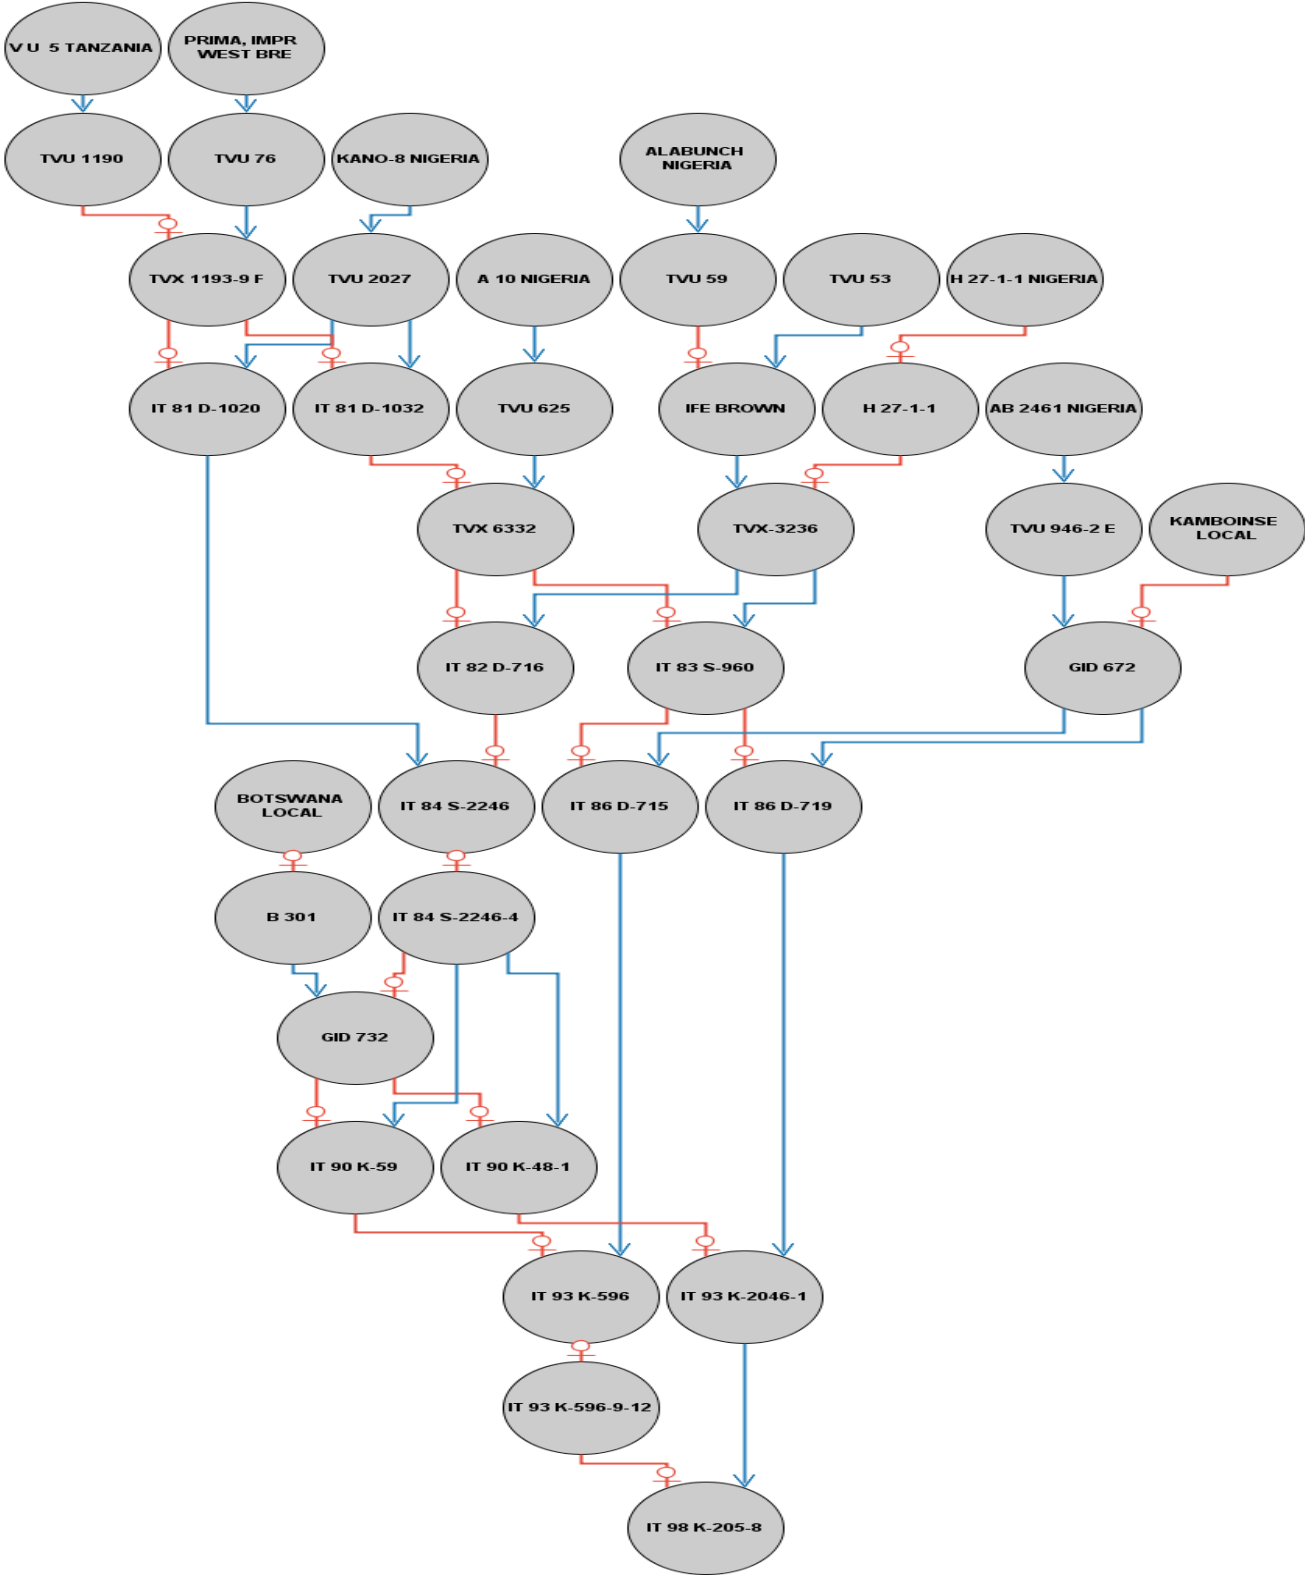 V U  5 TANZANIA
PRIMA, IMPR
WEST BRE
TVU 1190
TVU 76
KANO-8 NIGERIA
ALABUNCH
NIGERIA
TVX 1193-9 F
TVU 2027
A 10 NIGERIA
TVU 59
TVU 53
H 27-1-1 NIGERIA
IT 81 D-1020
IT 81 D-1032
TVU 625
IFE BROWN
H 27-1-1
AB 2461 NIGERIA
TVX 6332
TVX-3236
TVU 946-2 E
KAMBOINSE
LOCAL
IT 82 D-716
IT 83 S-960
GID 672
BOTSWANA
LOCAL
IT 84 S-2246
IT 86 D-715
IT 86 D-719
B 301
IT 84 S-2246-4
GID 732
IT 90 K-59
IT 90 K-48-1
IT 93 K-596
IT 93 K-2046-1
IT 93 K-596-9-12
IT 98 K-205-8